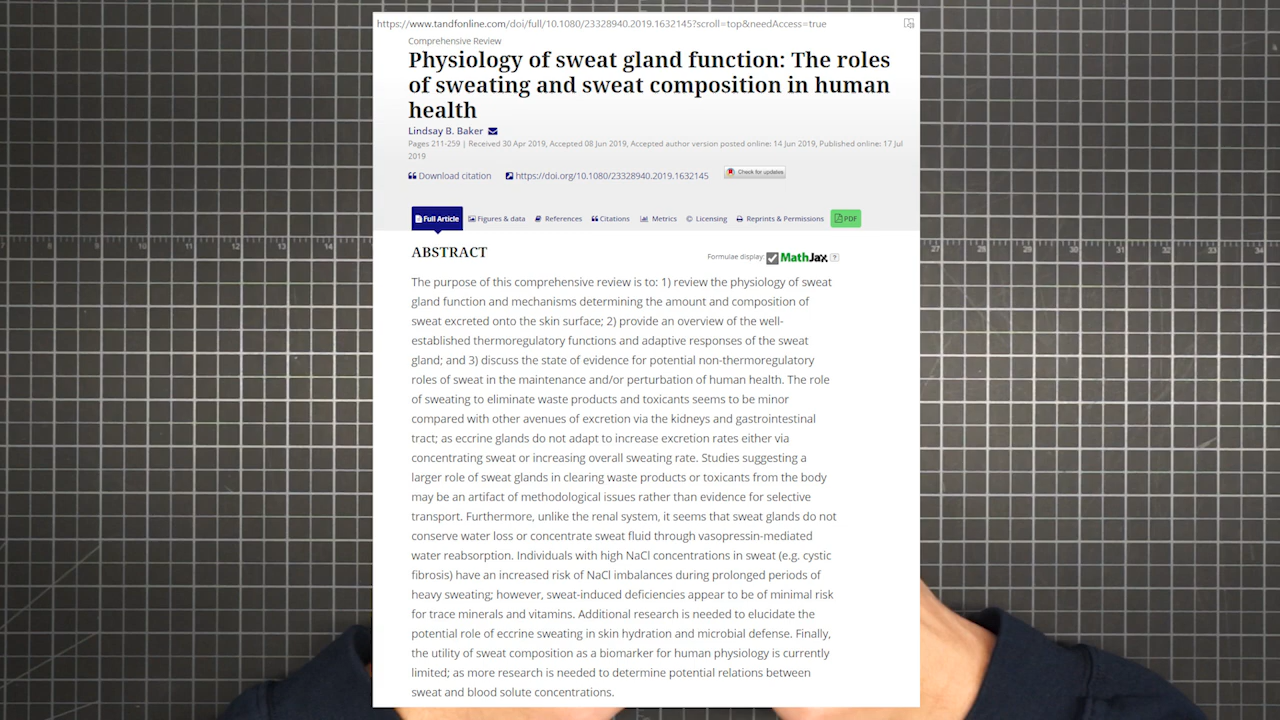 https://www.tandfonline.com/doi/full/10.1080/23328940.2019.1632145?scroll=top&needAccess=true
Comprehensive Review
Physiology of sweat gland function: The roles
of sweating and sweat composition in human
health
Lindsay B. Baker
Pages 211-259 | Received 30 Apr 2019, Accepted 08 Jun 2019, Accepted author version posted online: 14 Jun 2019, Published online: 17 Jul
2019
Download citation https://doi.org/10.1080/23328940.2019.1632145 Check for updates
Full Article Figures & data References Citations Metrics Licensing Reprints & Permissions PDF
7 8 9 10 11 12 13 14 27 28 29 30 31 32 33 34
ABSTRACT
Formulae display: MathJax ?
The purpose of this comprehensive review is to: 1) review the physiology of sweat
gland function and mechanisms determining the amount and composition of
sweat excreted onto the skin surface; 2) provide an overview of the well-
established thermoregulatory functions and adaptive responses of the sweat
gland; and 3) discuss the state of evidence for potential non-thermoregulatory
roles of sweat in the maintenance and/or perturbation of human health. The role
of sweating to eliminate waste products and toxicants seems to be minor
compared with other avenues of excretion via the kidneys and gastrointestinal
tract; as eccrine glands do not adapt to increase excretion rates either via
concentrating sweat or increasing overall sweating rate. Studies suggesting a
larger role of sweat glands in clearing waste products or toxicants from the body
may be an artifact of methodological issues rather than evidence for selective
transport. Furthermore, unlike the renal system, it seems that sweat glands do not
conserve water loss or concentrate sweat fluid through vasopressin-mediated
water reabsorption. Individuals with high NaCl concentrations in sweat (e.g. cystic
fibrosis) have an increased risk of NaCl imbalances during prolonged periods of
heavy sweating; however, sweat-induced deficiencies appear to be of minimal risk
for trace minerals and vitamins. Additional research is needed to elucidate the
potential role of eccrine sweating in skin hydration and microbial defense. Finally,
the utility of sweat composition as a biomarker for human physiology is currently
limited; as more research is needed to determine potential relations between
sweat and blood solute concentrations.